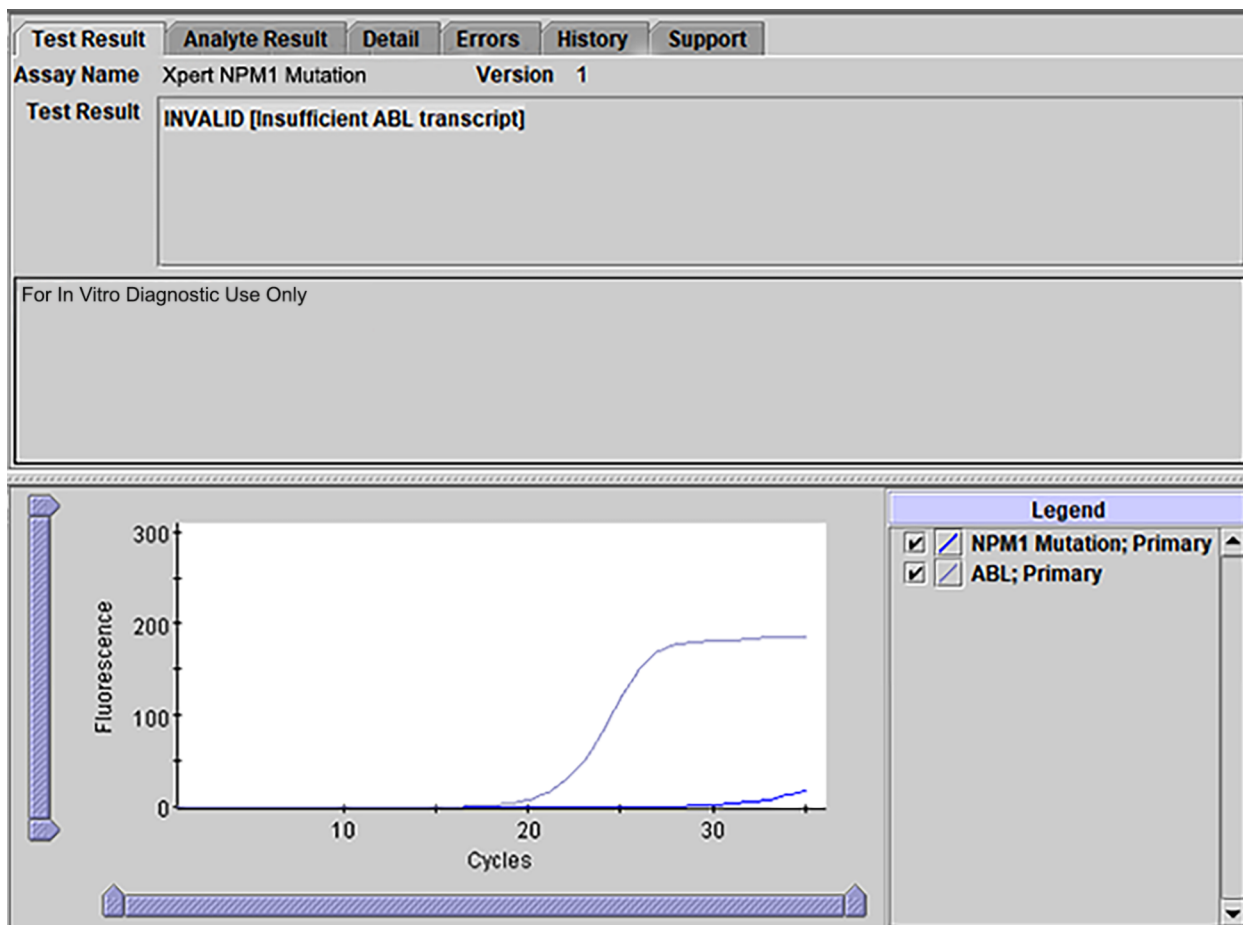 Test Result Analyte Result Detail Errors History Support
Assay Name Xpert NPM1 Mutation Version 1
Test Result INVALID [Insufficient ABL transcript]
For In Vitro Diagnostic Use Only
Legend
NPM1 Mutation; Primary
ABL; Primary
300
200
100
0
Fluorescence
10 20 30
Cycles